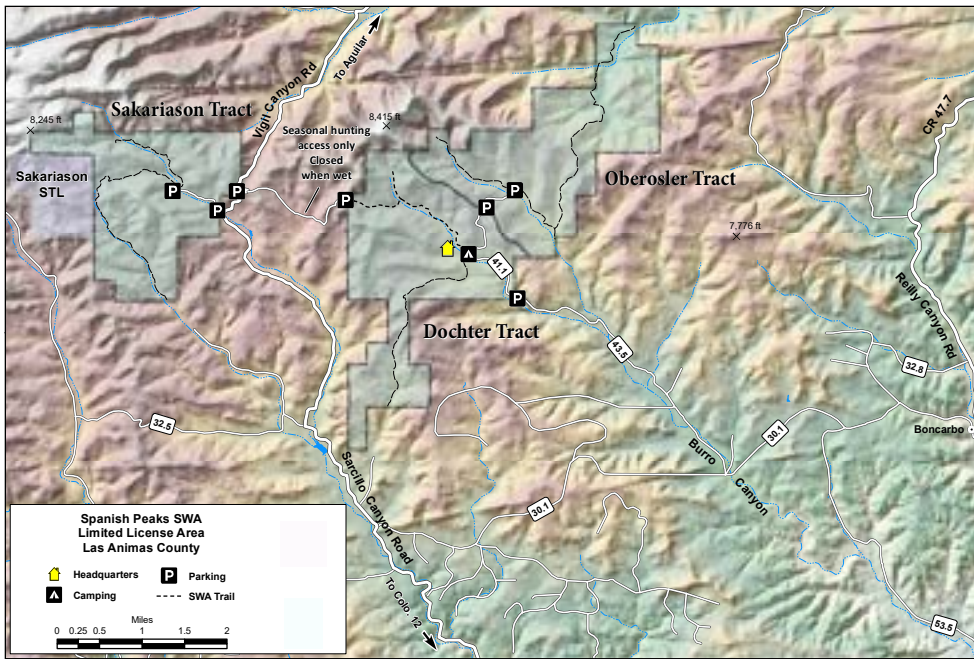 To Aguilar
Vigil Canyon Rd
Sakariason Tract
8,245 ft
8,415 ft
Seasonal hunting
access only
Closed
when wet
CR 47.7
Sakariason
STL
P
P
P
P
P
P
Oberosler Tract
7,776 ft
41.1
P
Reilly Canyon Rd
Dochter Tract
43.5
32.8
32.5
Boncarbo
30.1
Burro
Canyon
Sarcillo Canyon Road
30.1
To Colo. 12
53.5
Spanish Peaks SWA
Limited License Area
Las Animas County
Headquarters
P Parking
Camping
SWA Trail
Miles
0 0.25 0.5 1 1.5 2